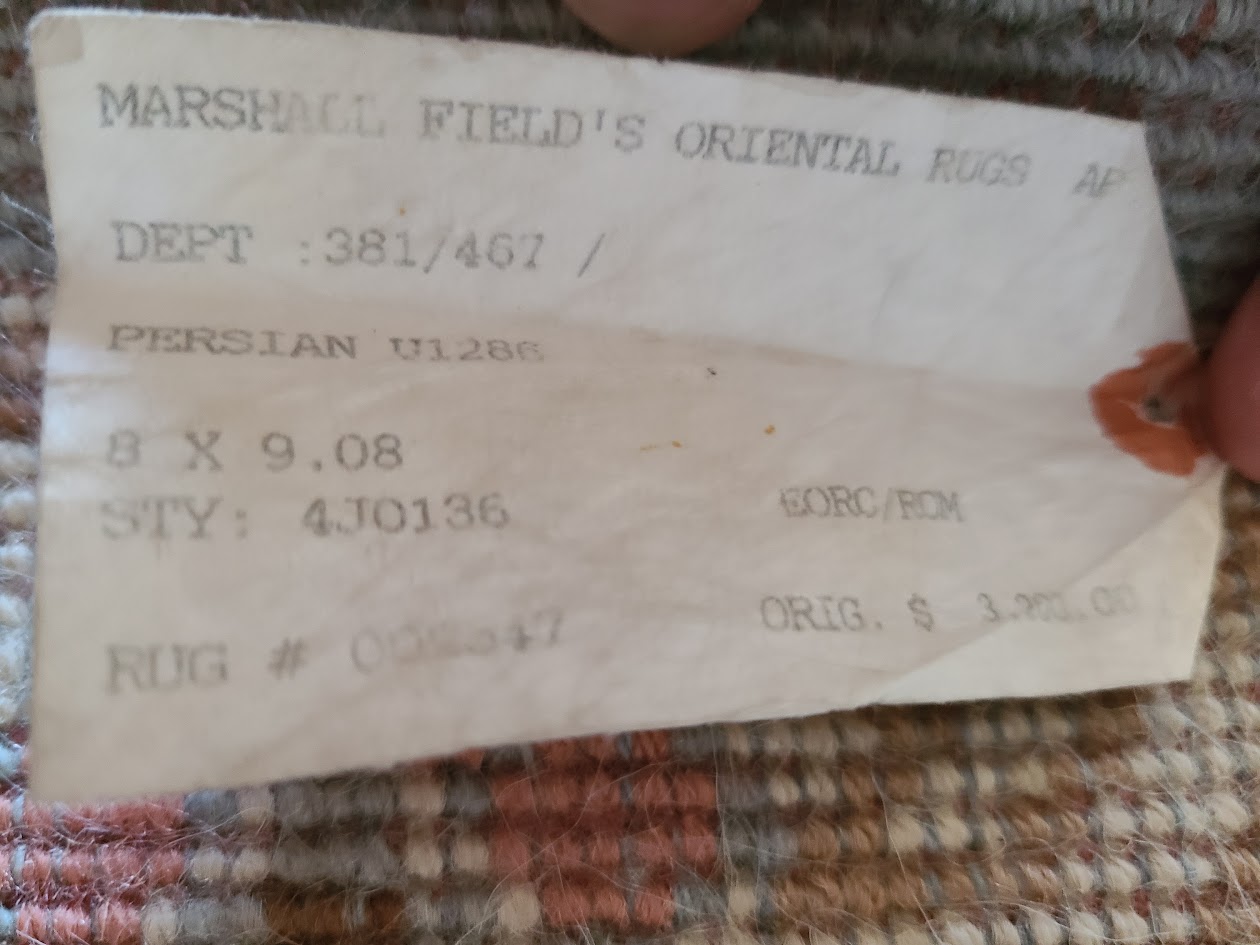 MARSHALL FIELD'S ORIENTAL RUGS
DEPT :381/467 /
PERSIAN U1286
8 X 9.08
STY: 4J0136
EORC/RCM
ORIG. $
RUG #